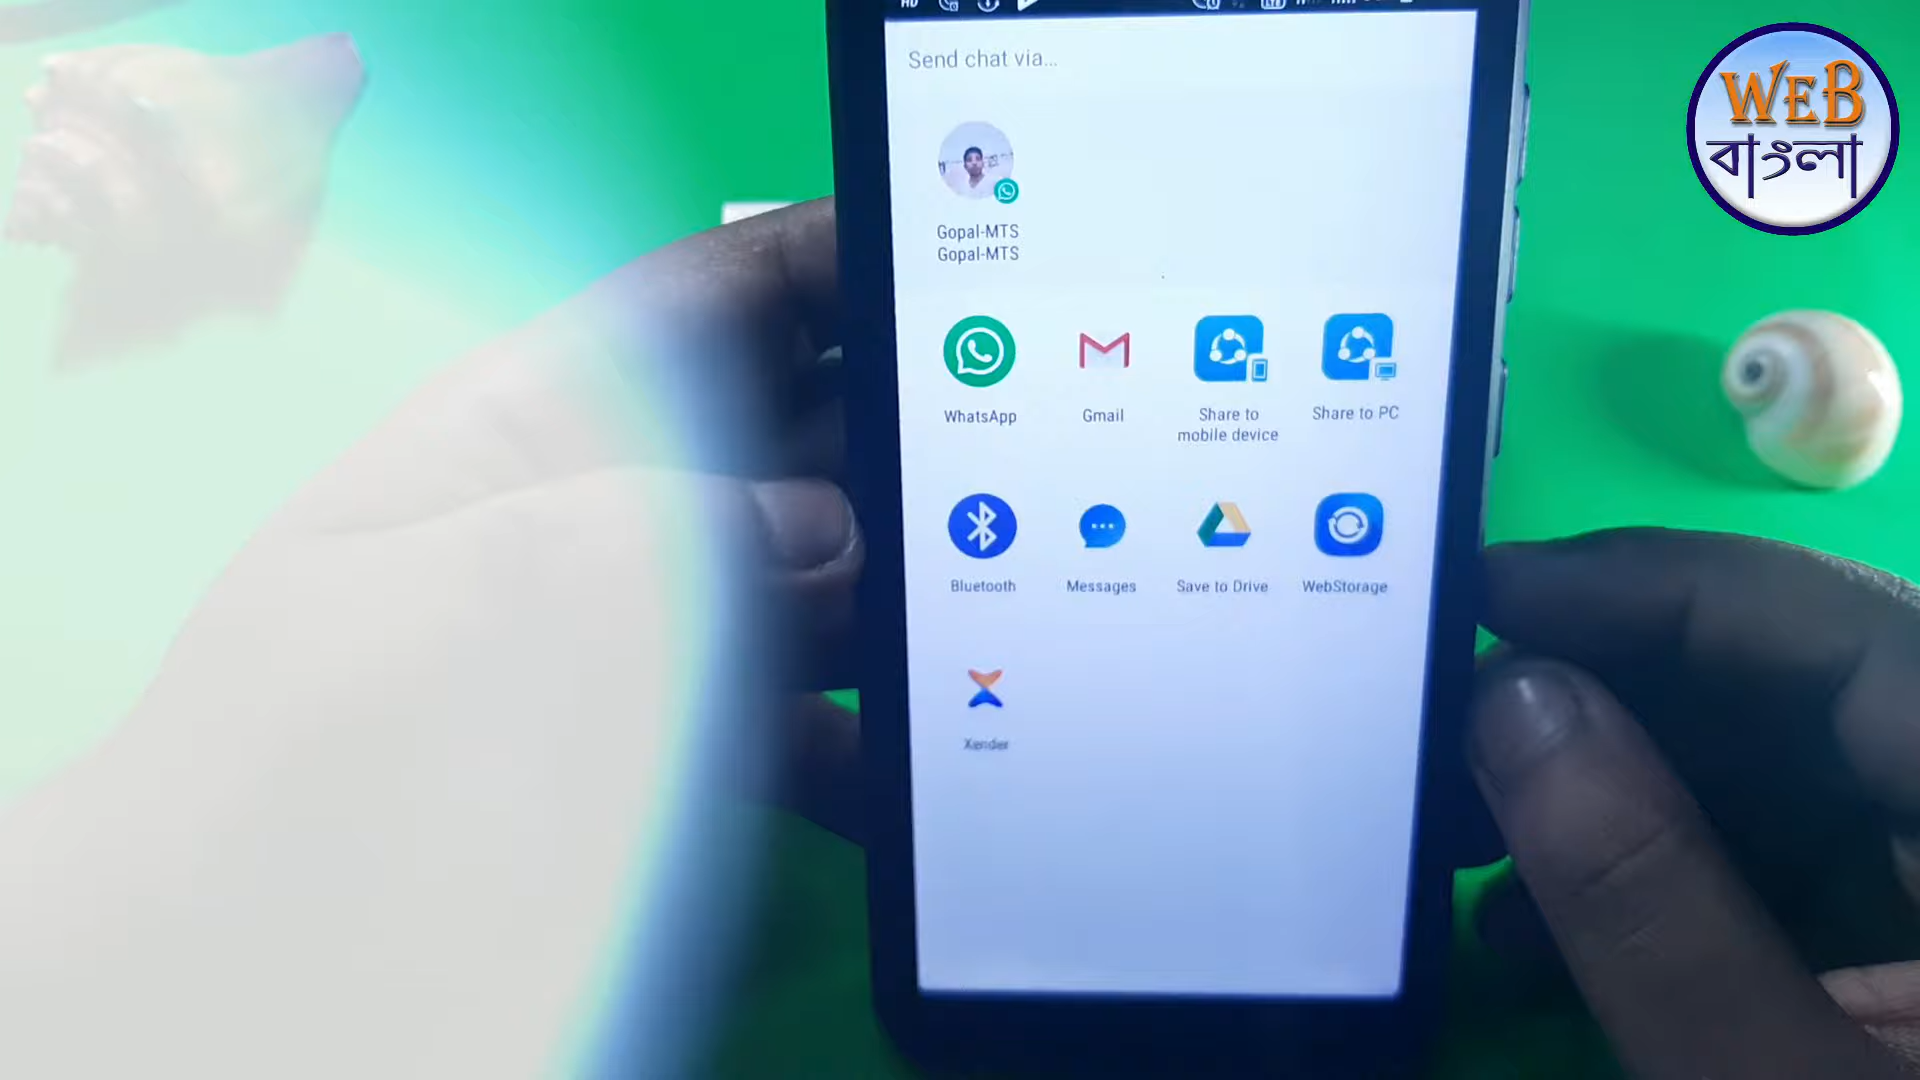 HD
Send chat via...
WEB
বাংলা
Gopal-MTS
Gopal-MTS
WhatsApp
Gmail
Share to
mobile device
Share to PC
Bluetooth
Messages
Save to Drive
WebStorage
Xender